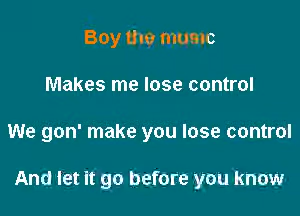 Boy the music
Makes me lose control
We gon' make you lose control
And let it go before you know